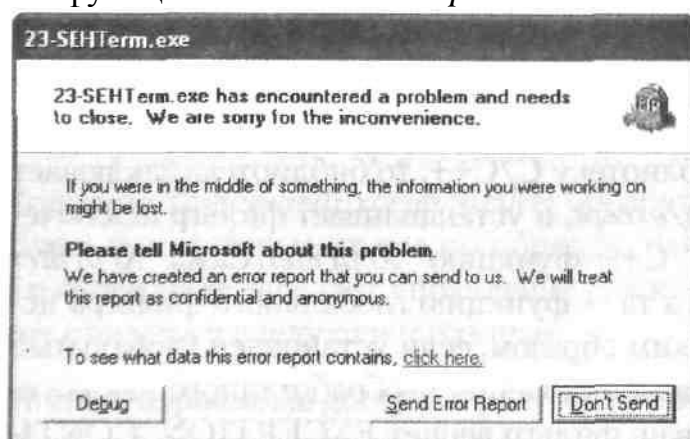 23-SEHTerm.exe
23-SEHTerm.exe has encountered a problem and needs
to close. We are sorry for the inconvenience.
If you were in the middle of something, the information you were working on
might be lost.
Please tell Microsoft about this problem.
We have created an error report that you can send to us. We will treat
this report as confidential and anonymous.
To see what data this error report contains, click here.
Debug
Send Error Report
Don't Send